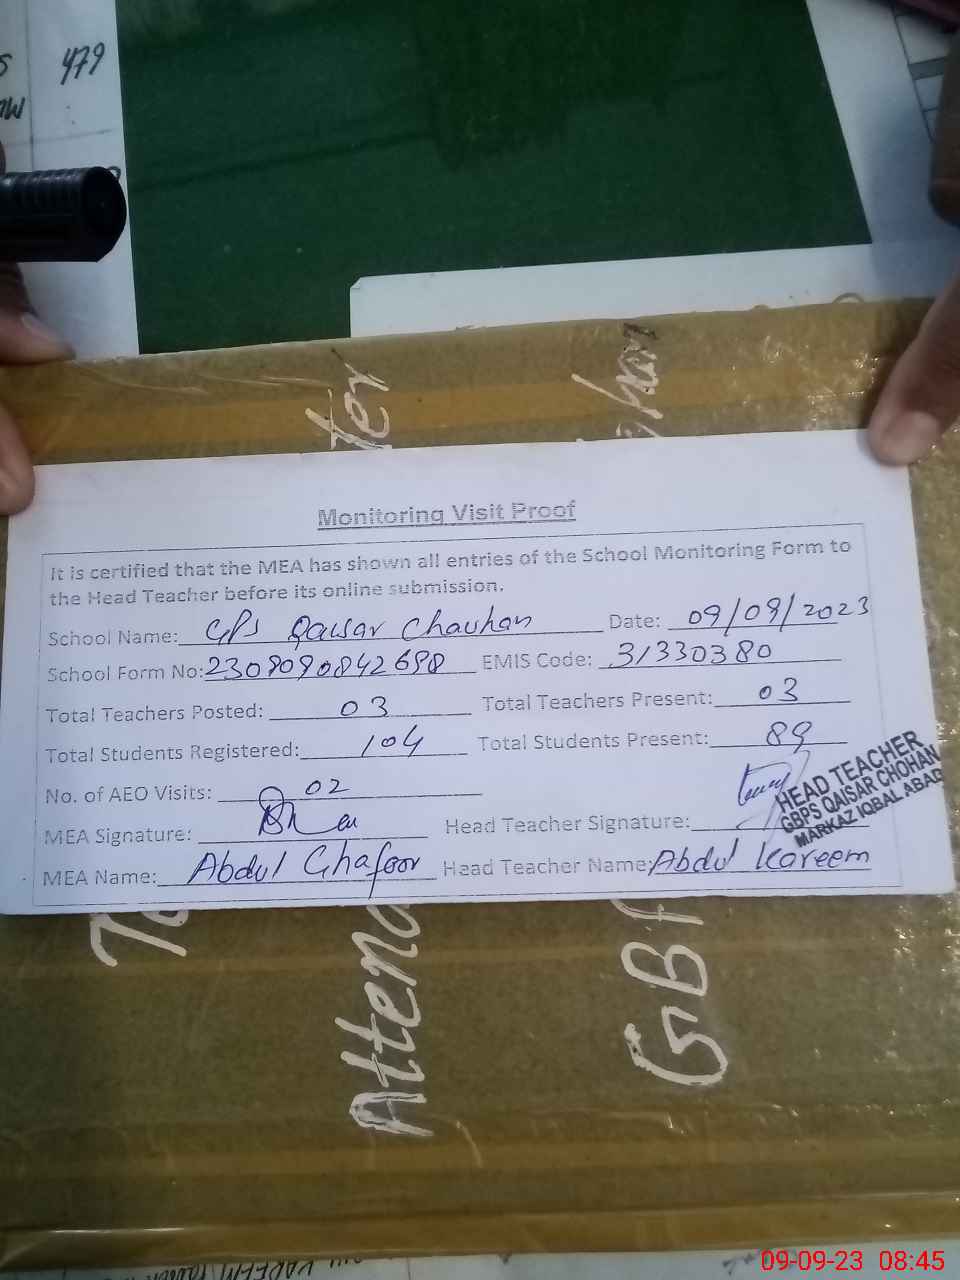 479
ter
Monitoring Visit Proof
It is certified that the MEA has shown all entries of the School Monitoring Form to
the Head Teacher before its online submission.
School Name: GPS Qaisar Chauhan Date: 09/09/2023
School Form No: 2309090842698 EMIS Code: 31330380
Total Teachers Posted: 03 Total Teachers Present: 03
Total Students Registered: 104 Total Students Present: 89
No. of AEO Visits: 02
MEA Signature: Head Teacher Signature:
HEAD TEACHER
GBPS QAISAR CHOHAN
MARKAZ IQBAL ABAD
MEA Name: Abdul Ghafoor Head Teacher Name: Abdul Kareem
Attend
GBP
09-09-23 08:45